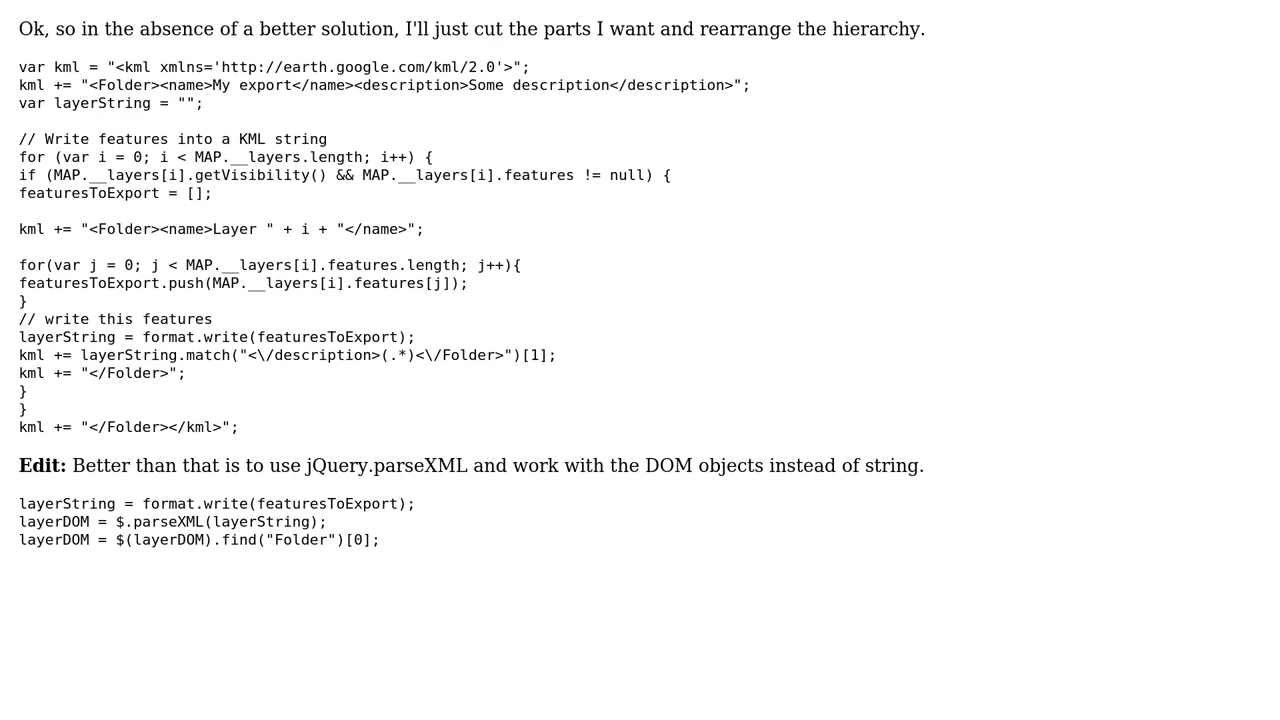 Ok, so in the absence of a better solution, I'll just cut the parts I want and rearrange the hierarchy.
var kml = "<kml xmlns='http://earth.google.com/kml/2.0'>";
kml += "<Folder><name>My export</name><description>Some description</description>";
var layerString = "";
// Write features into a KML string
for (var i = 0; i < MAP.__layers.length; i++) {
if (MAP.__layers[i].getVisibility() && MAP.__layers[i].features != null) {
featuresToExport = [];
kml += "<Folder><name>Layer " + i + "</name>";
for(var j = 0; j < MAP.__layers[i].features.length; j++){
featuresToExport.push(MAP.__layers[i].features[j]);
}
// write this features
layerString = format.write(featuresToExport);
kml += layerString.match("<\/description>(.*)<\/Folder>")[1];
kml += "</Folder>";
}
}
kml += "</Folder></kml>";
Edit: Better than that is to use jQuery.parseXML and work with the DOM objects instead of string.
layerString = format.write(featuresToExport);
layerDOM = $.parseXML(layerString);
layerDOM = $(layerDOM).find("Folder")[0];